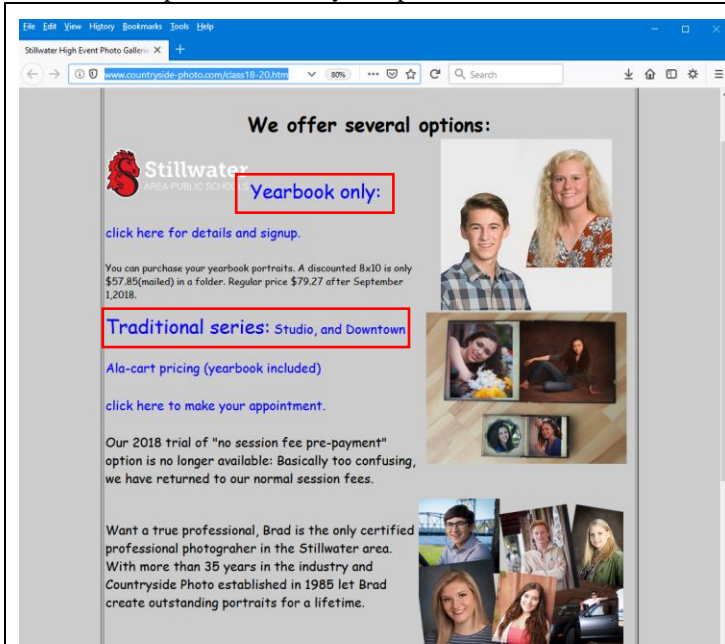 File Edit View History Bookmarks Tools Help
Stillwater High Event Photo Galleri
www.countryside-photo.com/class18-20.htm 80% Search
We offer several options:
Stillwater
AREA PUBLIC SCHOOLS
Yearbook only:
click here for details and signup.
You can purchase your yearbook portraits. A discounted 8x10 is only
$57.85(mailed) in a folder. Regular price $79.27 after September
1,2018.
Traditional series: Studio, and Downtown
Ala-cart pricing (yearbook included)
click here to make your appointment.
Our 2018 trial of "no session fee pre-payment"
option is no longer available: Basically too confusing,
we have returned to our normal session fees.
Want a true professional, Brad is the only certified
professional photograher in the Stillwater area.
With more than 35 years in the industry and
Countryside Photo established in 1985 let Brad
create outstanding portraits for a lifetime.